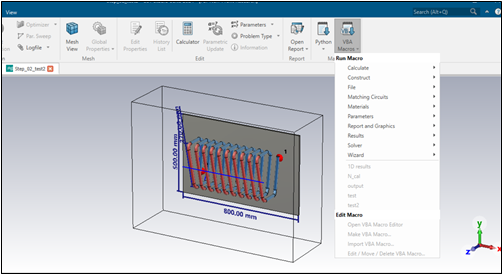 View
Search (Alt+Q)
Optimizer
Par. Sweep
Logfile
Mesh View
Global Properties
Mesh
Edit Properties
History List
Calculator
Parametric Update
Parameters
Problem Type
Information
Edit
Open Report
Report
Python
VBA Macros
Step_02_test2
Run Macro
Calculate
Construct
File
Matching Circuits
Materials
Parameters
Report and Graphics
Results
Solver
Wizard
1D results
N_cal
output
test
test2
Edit Macro
Open VBA Macro Editor
Make VBA Macro...
Import VBA Macro...
Edit / Move / Delete VBA Macro...
500.00 mm
800.00 mm
1
y
z
x